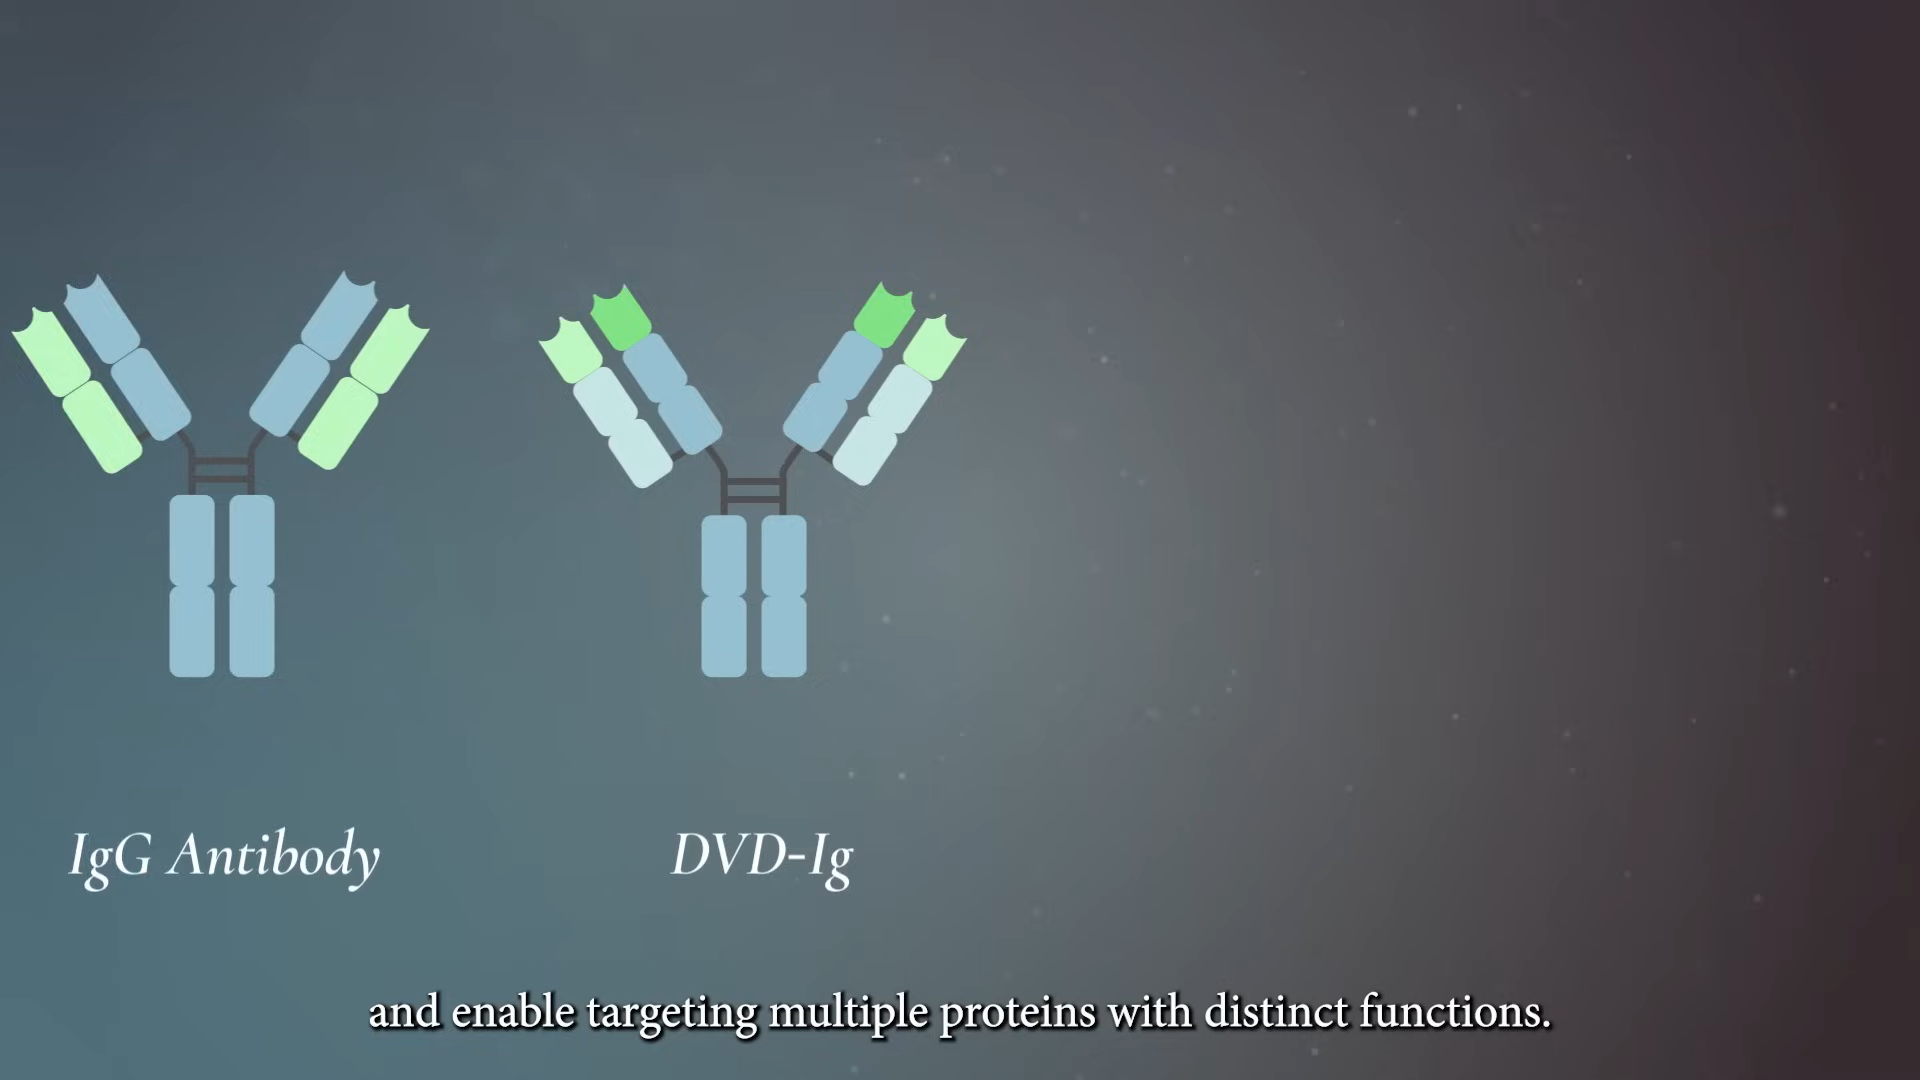 IgG Antibody
DVD-Ig
and enable targeting multiple proteins with distinct functions.